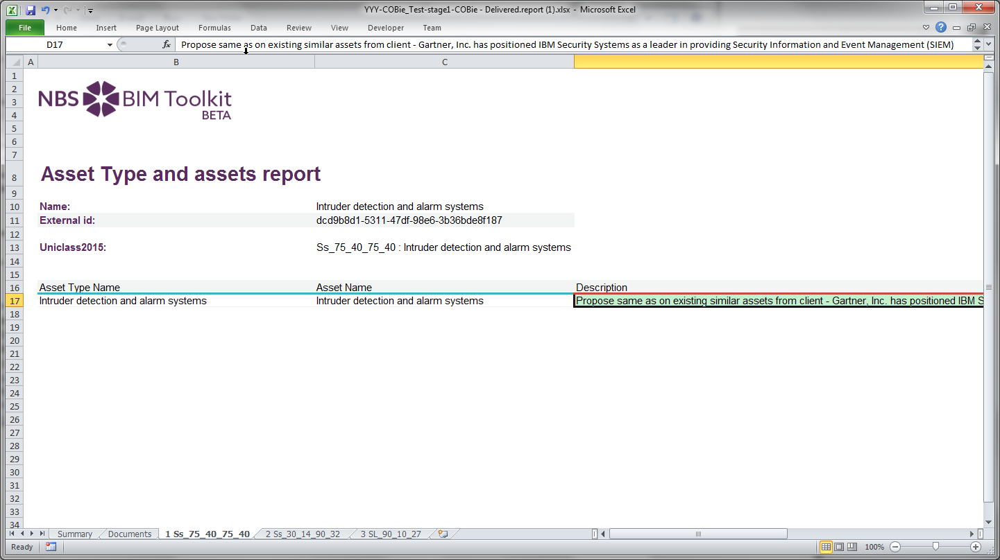 YYY-COBie_Test-stage1-COBie - Delivered.report (1).xlsx - Microsoft Excel
File Home Insert Page Layout Formulas Data Review View Developer Team
D17 fx Propose same as on existing similar assets from client - Gartner, Inc. has positioned IBM Security Systems as a leader in providing Security Information and Event Management (SIEM)
A B C
1
2
3 NBS BIM Toolkit
4 BETA
5
6
7
8 Asset Type and assets report
9
10 Name: Intruder detection and alarm systems
11 External id: dcd9b8d1-5311-47df-98e6-3b36bde8f187
12
13 Uniclass2015: Ss_75_40_75_40 : Intruder detection and alarm systems
14
15
16 Asset Type Name Asset Name Description
17 Intruder detection and alarm systems Intruder detection and alarm systems Propose same as on existing similar assets from client - Gartner, Inc. has positioned IBM S
18
19
20
21
22
23
24
25
26
27
28
29
30
31
32
33
34
Summary Documents 1 Ss_75_40_75_40 2 Ss_30_14_90_32 3 SL_90_10_27
Ready 100%